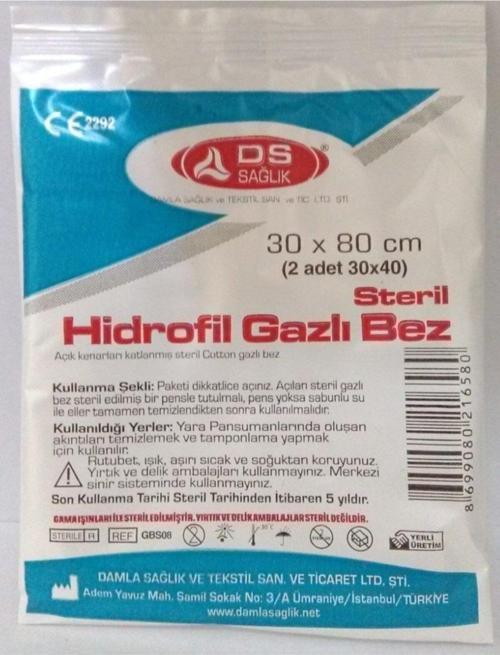 CE 2292
DS
SAĞLIK
DAMLA SAĞLIK ve TEKSTİL SAN. ve TİC. LTD. ŞTİ.
30 x 80 cm
(2 adet 30x40)
Steril
Hidrofil Gazlı Bez
Açık kenarları katlanmış steril Cotton gazlı bez
Kullanma Şekli: Paketi dikkatlice açınız. Açılan steril gazlı
bez steril edilmiş bir pensle tutulmalı, pens yoksa sabunlu su
ile eller tamamen temizlendikten sonra kullanılmalıdır.
Kullanıldığı Yerler: Yara Pansumanlarında oluşan
akıntıları temizlemek ve tamponlama yapmak
için kullanılır.
Rutubet, ışık, aşırı sıcak ve soğuktan koruyunuz.
Yırtık ve delik ambalajları kullanmayınız. Merkezi
sinir sisteminde kullanmayınız.
Son Kullanma Tarihi Steril Tarihinden İtibaren 5 yıldır.
GAMA IŞINLARI İLE STERİL EDİLMİŞTİR. YIRTIK VE DELİK AMBALAJLAR STERİL DEĞİLDİR.
STERILE R REF GBS08
YERLİ
ÜRETİM
8699080216580
DAMLA SAĞLIK VE TEKSTİL SAN. VE TİCARET LTD. ŞTİ.
Adem Yavuz Mah. Samil Sokak No: 3/A Ümraniye/İstanbul/TÜRKİYE
www.damlasaglik.net